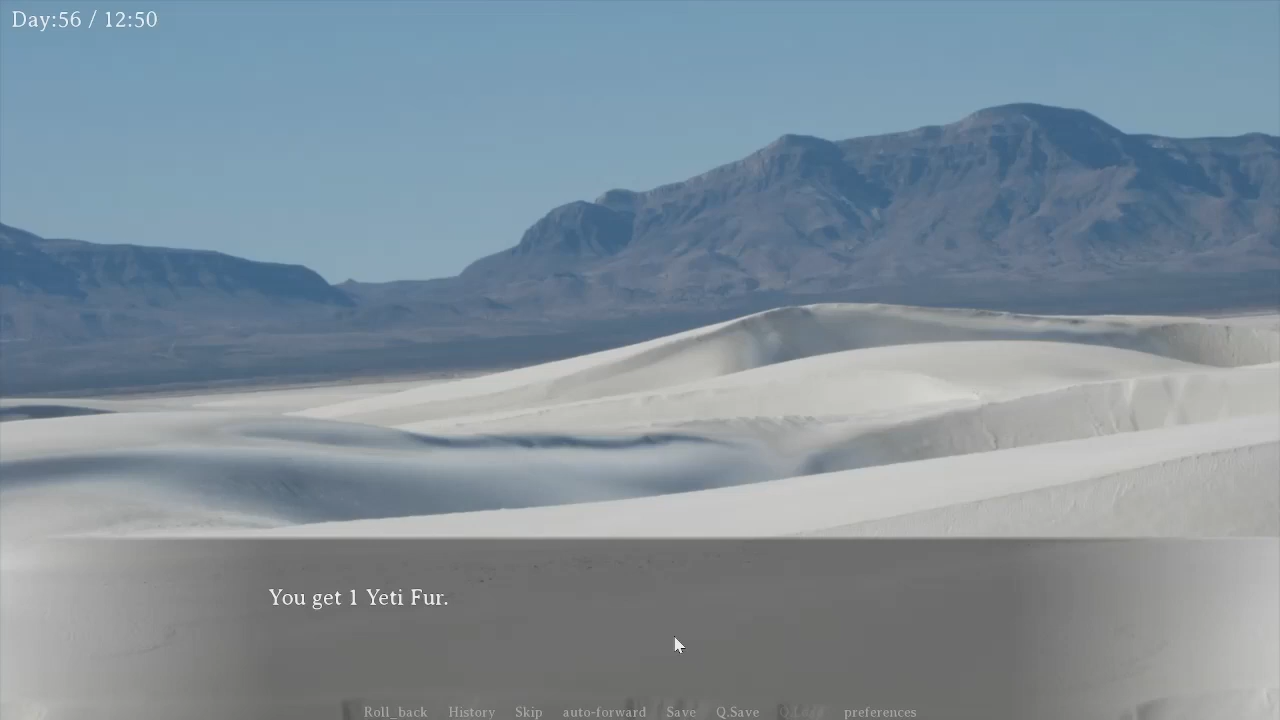 Day:56 / 12:50
You get 1 Yeti Fur.
Roll_back History Skip auto-forward Save Q.Save preferences